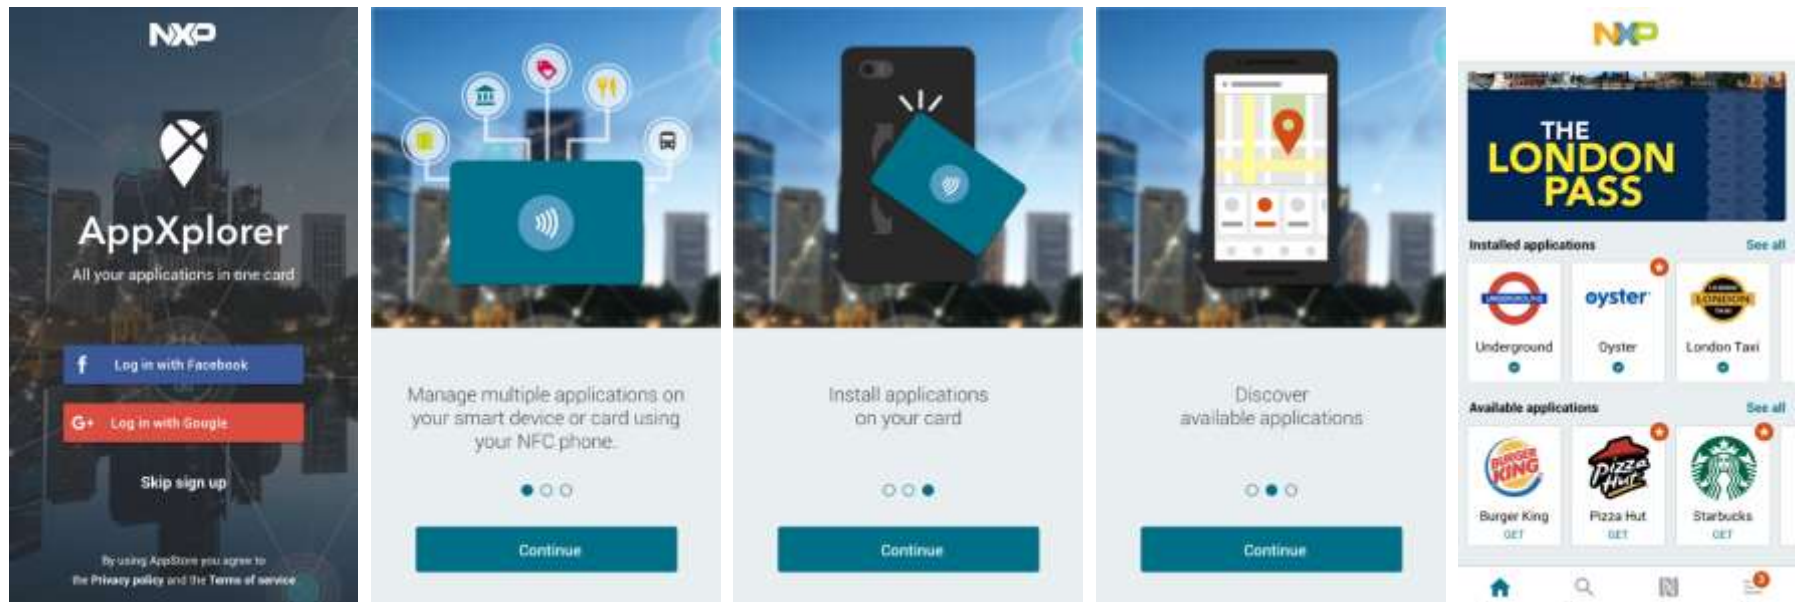 NXP
AppXplorer
All your applications in one card
f Log in with Facebook
G+ Log in with Google
Skip sign up
By using AppStore you agree to
the Privacy policy and the Terms of service
Manage multiple applications on
your smart device or card using
your NFC phone.
Continue
Install applications
on your card
Continue
Discover
available applications
Continue
NXP
THE
LONDON
PASS
Installed applications See all
UNDERGROUND
oyster
LONDON
TAXI
Underground
Oyster
London Taxi
Available applications See all
BURGER
KING
Pizza
Hut
Burger King
Pizza Hut
Starbucks
GET
GET
GET
3